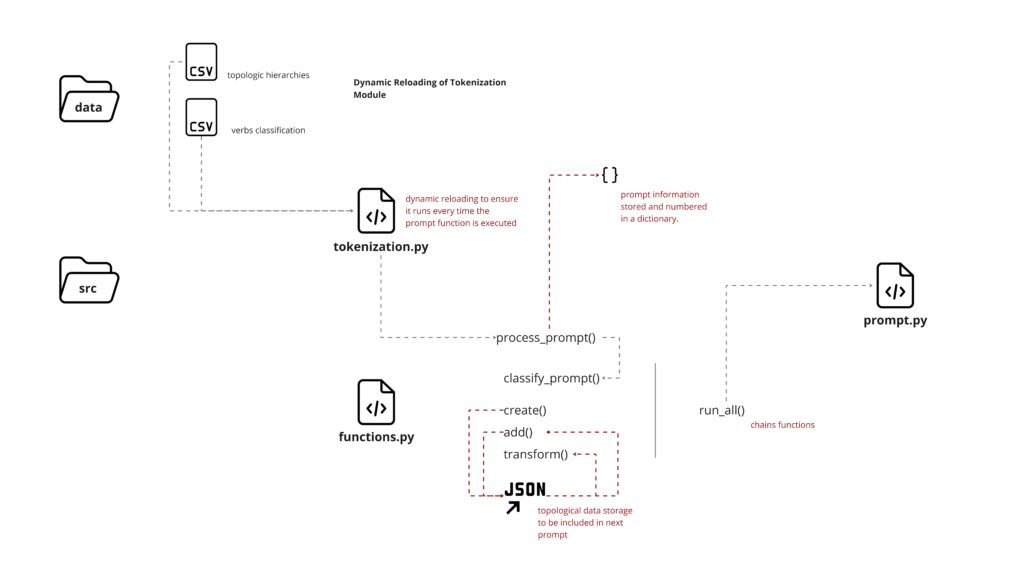 CSV
topologic hierarchies
Dynamic Reloading of Tokenization
Module
data
CSV
verbs classification
{ }
prompt information
stored and numbered
in a dictionary.
dynamic reloading to ensure
it runs every time the
prompt function is executed
</>
tokenization.py
src
</>
prompt.py
process_prompt()
classify_prompt()
</>
functions.py
create()
add()
transform()
run_all()
chains functions
JSON
topological data storage
to be included in next
prompt